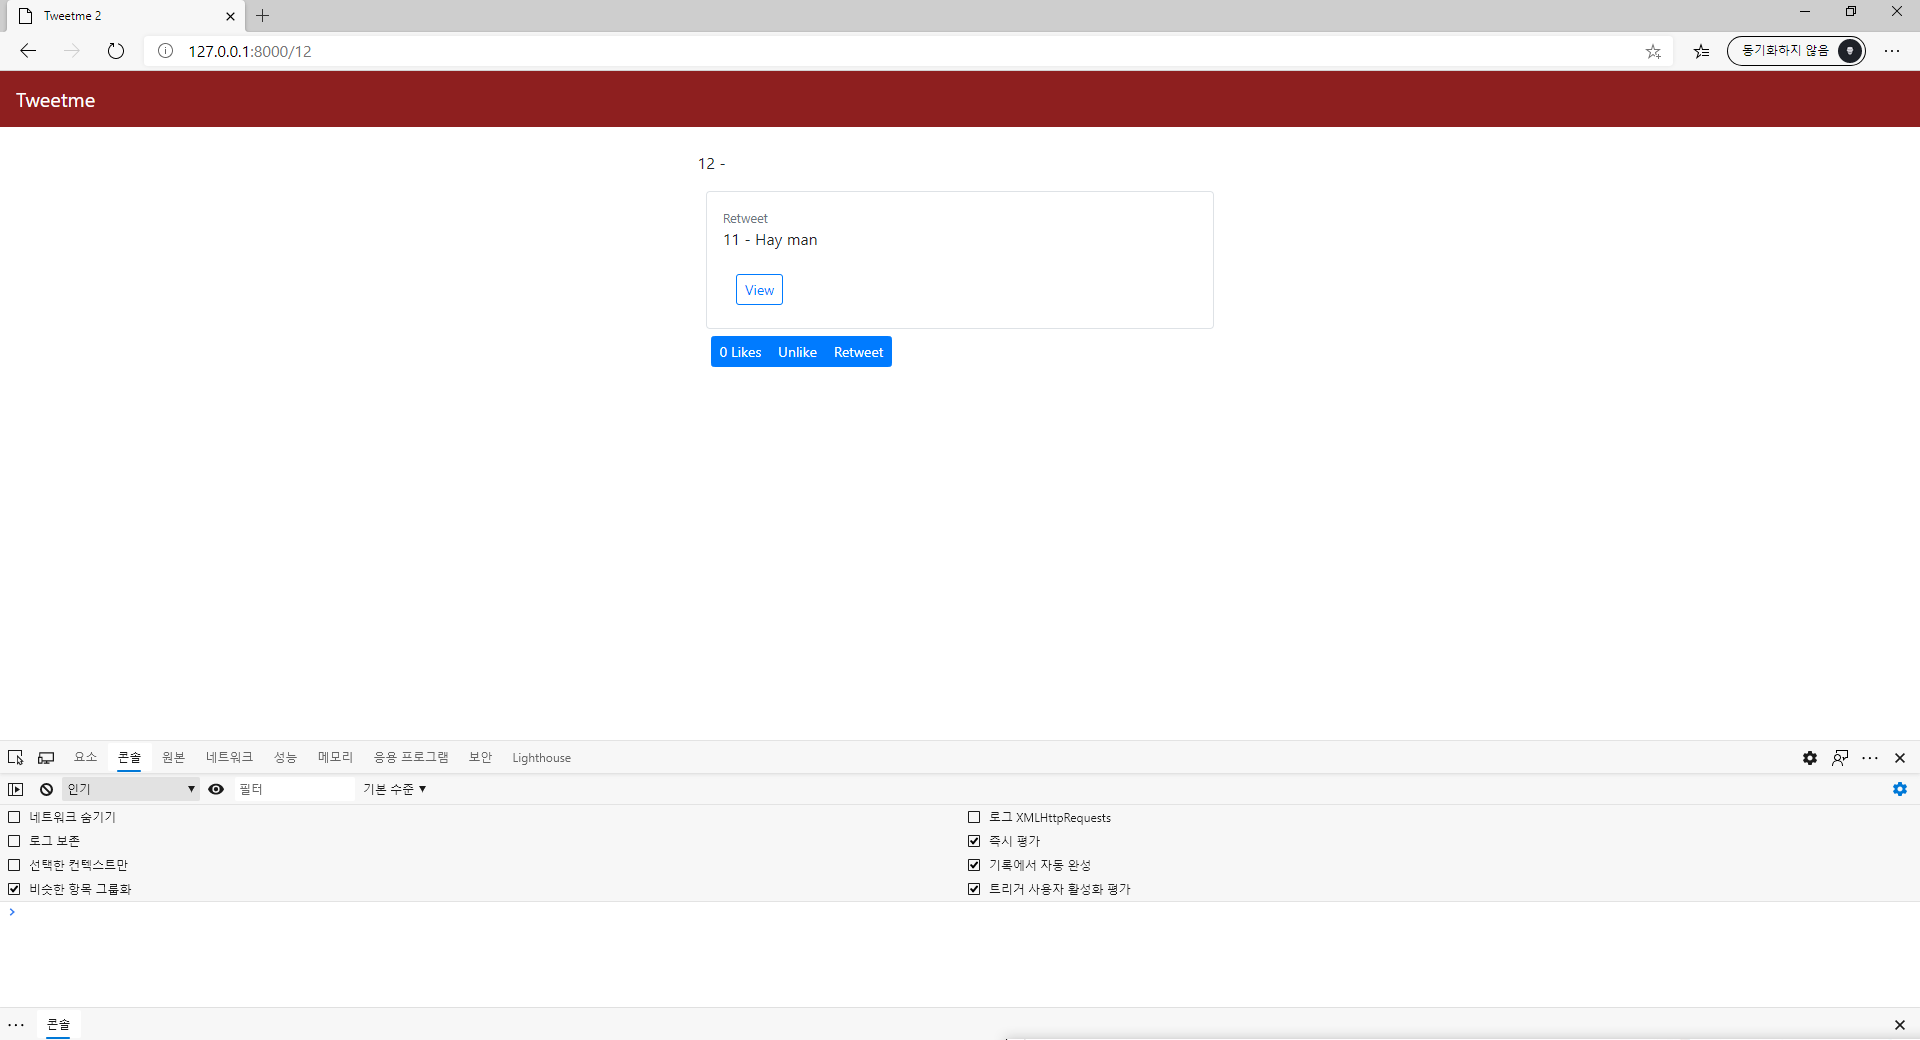 Tweetme 2
127.0.0.1:8000/12
동기화하지 않음
Tweetme
12 -
Retweet
11 - Hay man
View
0 Likes Unlike Retweet
요소 콘솔 원본 네트워크 성능 메모리 응용 프로그램 보안 Lighthouse
인기 필터 기본 수준
네트워크 숨기기 로그 XMLHttpRequests
로그 보존 즉시 평가
선택한 컨텍스트만 기록에서 자동 완성
비슷한 항목 그룹화 트리거 사용자 활성화 평가
콘솔